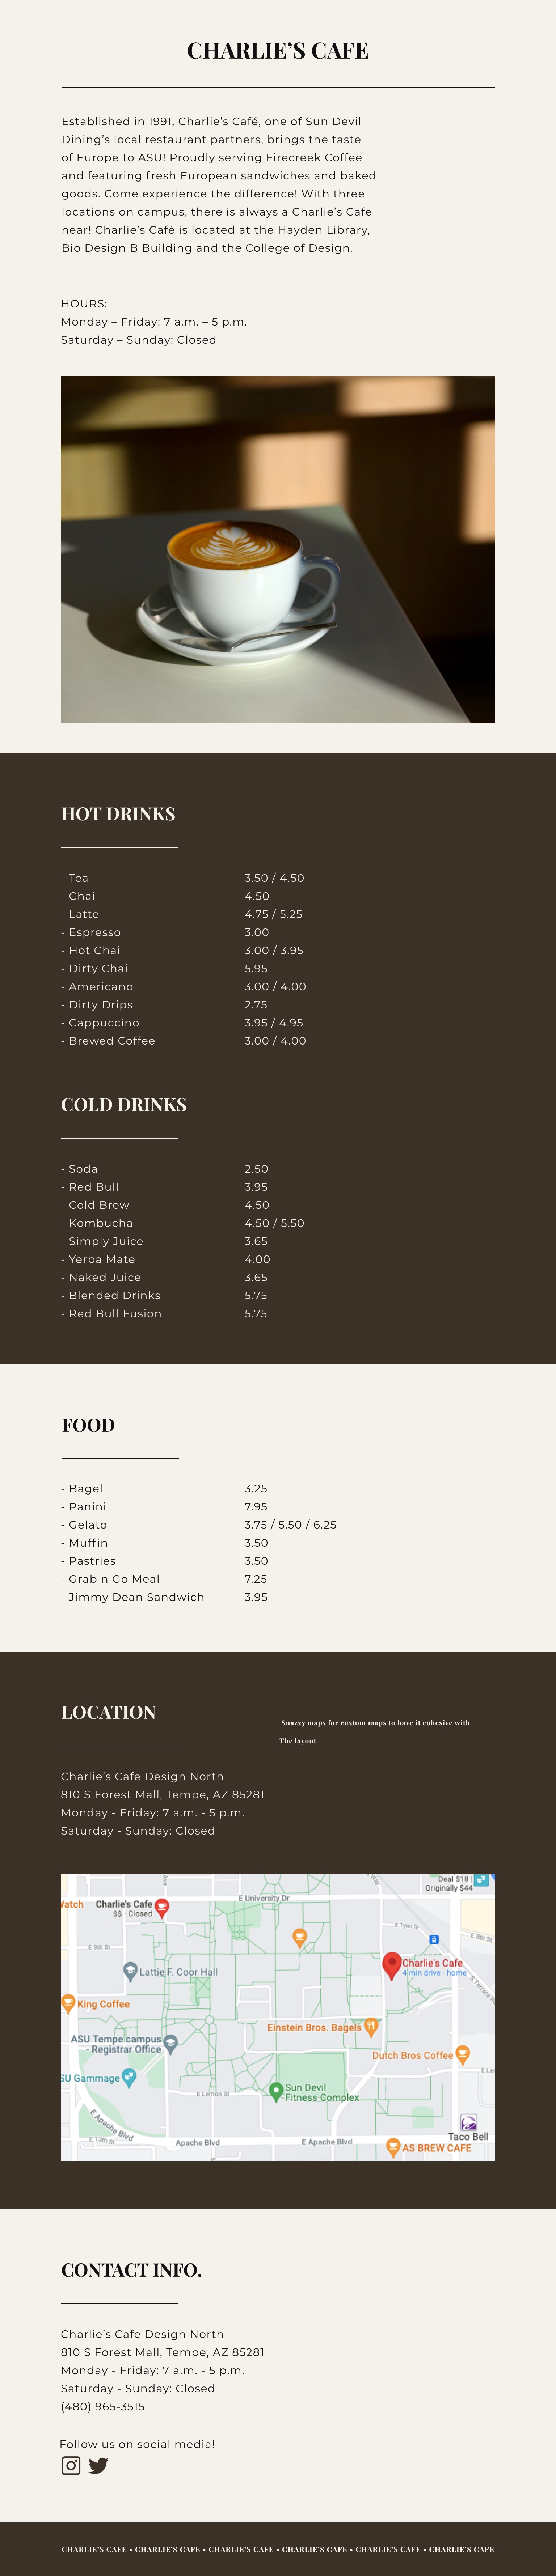 CHARLIE’S CAFE
Established in 1991, Charlie’s Café, one of Sun Devil
Dining’s local restaurant partners, brings the taste
of Europe to ASU! Proudly serving Firecreek Coffee
and featuring fresh European sandwiches and baked
goods. Come experience the difference! With three
locations on campus, there is always a Charlie’s Cafe
near! Charlie’s Café is located at the Hayden Library,
Bio Design B Building and the College of Design.
HOURS:
Monday – Friday: 7 a.m. – 5 p.m.
Saturday – Sunday: Closed
HOT DRINKS
- Tea 3.50 / 4.50
- Chai 4.50
- Latte 4.75 / 5.25
- Espresso 3.00
- Hot Chai 3.00 / 3.95
- Dirty Chai 5.95
- Americano 3.00 / 4.00
- Dirty Drips 2.75
- Cappuccino 3.95 / 4.95
- Brewed Coffee 3.00 / 4.00
COLD DRINKS
- Soda 2.50
- Red Bull 3.95
- Cold Brew 4.50
- Kombucha 4.50 / 5.50
- Simply Juice 3.65
- Yerba Mate 4.00
- Naked Juice 3.65
- Blended Drinks 5.75
- Red Bull Fusion 5.75
FOOD
- Bagel 3.25
- Panini 7.95
- Gelato 3.75 / 5.50 / 6.25
- Muffin 3.50
- Pastries 3.50
- Grab n Go Meal 7.25
- Jimmy Dean Sandwich 3.95
LOCATION
Snazzy maps for custom maps to have it cohesive with
The layout
Charlie’s Cafe Design North
810 S Forest Mall, Tempe, AZ 85281
Monday - Friday: 7 a.m. - 5 p.m.
Saturday - Sunday: Closed
Deal $18
Originally $44
Watch
Charlie's Cafe
$$ · Closed
E University Dr
E Tyler St
E 8th St
E 9th St
Charlie's Cafe
4 min drive - home
Lattie F. Coor Hall
S Terrace
King Coffee
Einstein Bros. Bagels
ASU Tempe campus
- Registrar Office
Dutch Bros Coffee
SU Gammage
Sun Devil
Fitness Complex
E Lemon St
E Apache Blvd
E 13th St
Apache Blvd
E Apache Blvd
Taco Bell
AS BREW CAFE
CONTACT INFO.
Charlie’s Cafe Design North
810 S Forest Mall, Tempe, AZ 85281
Monday - Friday: 7 a.m. - 5 p.m.
Saturday - Sunday: Closed
(480) 965-3515
Follow us on social media!
CHARLIE’S CAFE • CHARLIE’S CAFE • CHARLIE’S CAFE • CHARLIE’S CAFE • CHARLIE’S CAFE • CHARLIE’S CAFE